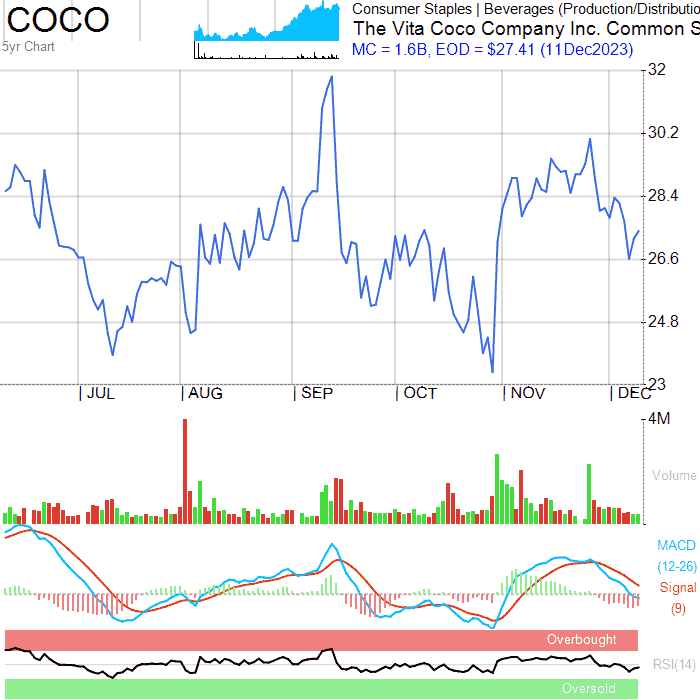 COCO
5yr Chart
Consumer Staples | Beverages (Production/Distributio
The Vita Coco Company Inc. Common S
MC = 1.6B, EOD = $27.41 (11Dec2023)
32
30.2
28.4
26.6
24.8
23
| JUL
| AUG
| SEP
| OCT
| NOV
| DEC
4M
Volume
MACD
(12-26)
Signal
(9)
Overbought
RSI(14)
Oversold